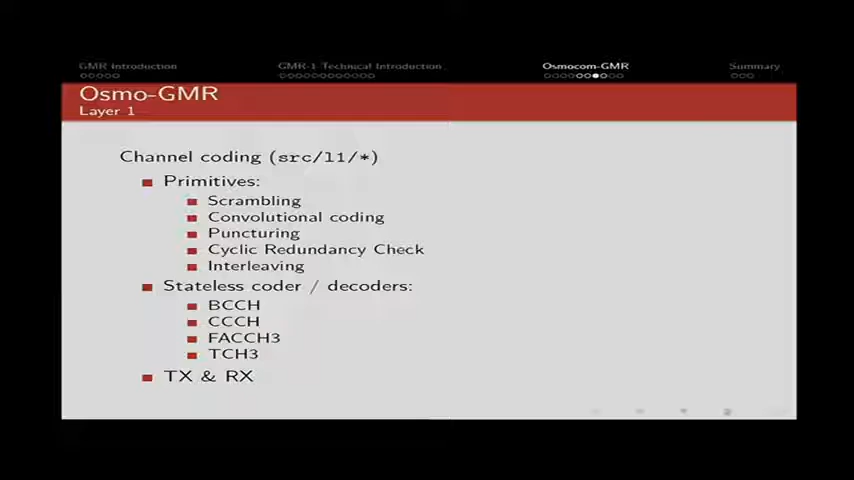 GMR Introduction
GMR-1 Technical Introduction
Osmocom-GMR
Summary
Osmo-GMR
Layer 1
Channel coding (src/l1/*)
Primitives:
Scrambling
Convolutional coding
Puncturing
Cyclic Redundancy Check
Interleaving
Stateless coder / decoders:
BCCH
CCCH
FACCH3
TCH3
TX & RX